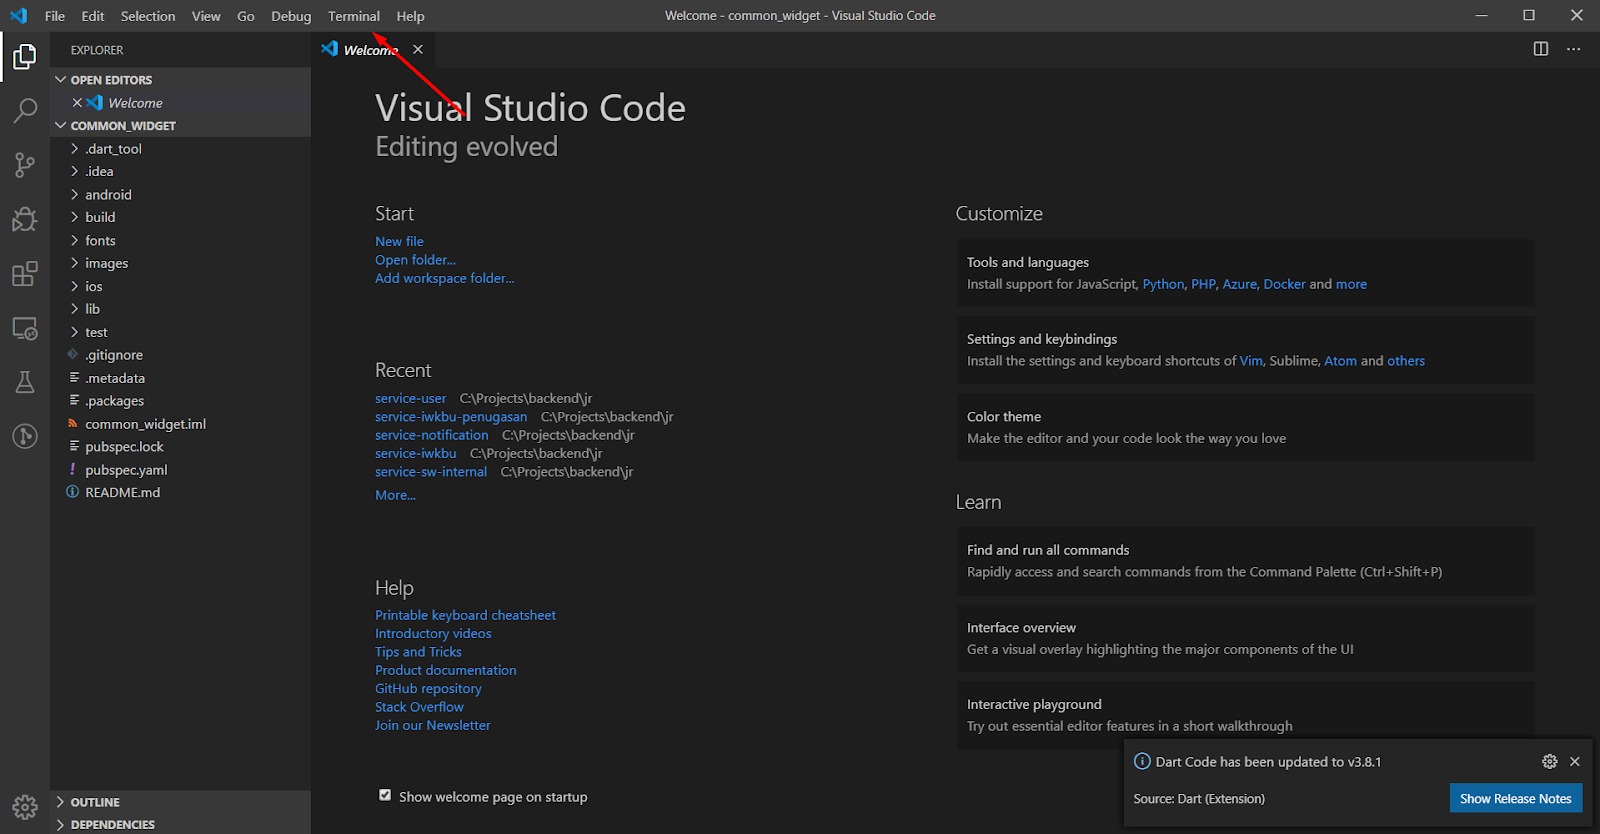 File Edit Selection View Go Debug Terminal Help
Welcome - common_widget - Visual Studio Code
EXPLORER
OPEN EDITORS
Welcome
COMMON_WIDGET
.dart_tool
.idea
android
build
fonts
images
ios
lib
test
.gitignore
.metadata
.packages
common_widget.iml
pubspec.lock
pubspec.yaml
README.md
OUTLINE
DEPENDENCIES
Welcome
Visual Studio Code
Editing evolved
Start
New file
Open folder...
Add workspace folder...
Recent
service-user C:\Projects\backend\jr
service-iwkbu-penugasan C:\Projects\backend\jr
service-notification C:\Projects\backend\jr
service-iwkbu C:\Projects\backend\jr
service-sw-internal C:\Projects\backend\jr
More...
Help
Printable keyboard cheatsheet
Introductory videos
Tips and Tricks
Product documentation
GitHub repository
Stack Overflow
Join our Newsletter
Show welcome page on startup
Customize
Tools and languages
Install support for JavaScript, Python, PHP, Azure, Docker and more
Settings and keybindings
Install the settings and keyboard shortcuts of Vim, Sublime, Atom and others
Color theme
Make the editor and your code look the way you love
Learn
Find and run all commands
Rapidly access and search commands from the Command Palette (Ctrl+Shift+P)
Interface overview
Get a visual overlay highlighting the major components of the UI
Interactive playground
Try out essential editor features in a short walkthrough
Dart Code has been updated to v3.8.1
Source: Dart (Extension)
Show Release Notes